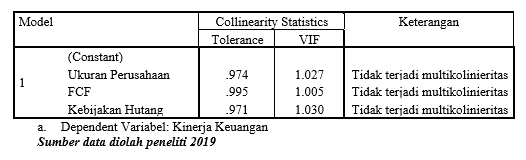 Model Collinearity Statistics Keterangan
Tolerance VIF
1 (Constant)
Ukuran Perusahaan .974 1.027 Tidak terjadi multikolinieritas
FCF .995 1.005 Tidak terjadi multikolinieritas
Kebijakan Hutang .971 1.030 Tidak terjadi multikolinieritas
a. Dependent Variabel: Kinerja Keuangan
Sumber data diolah peneliti 2019